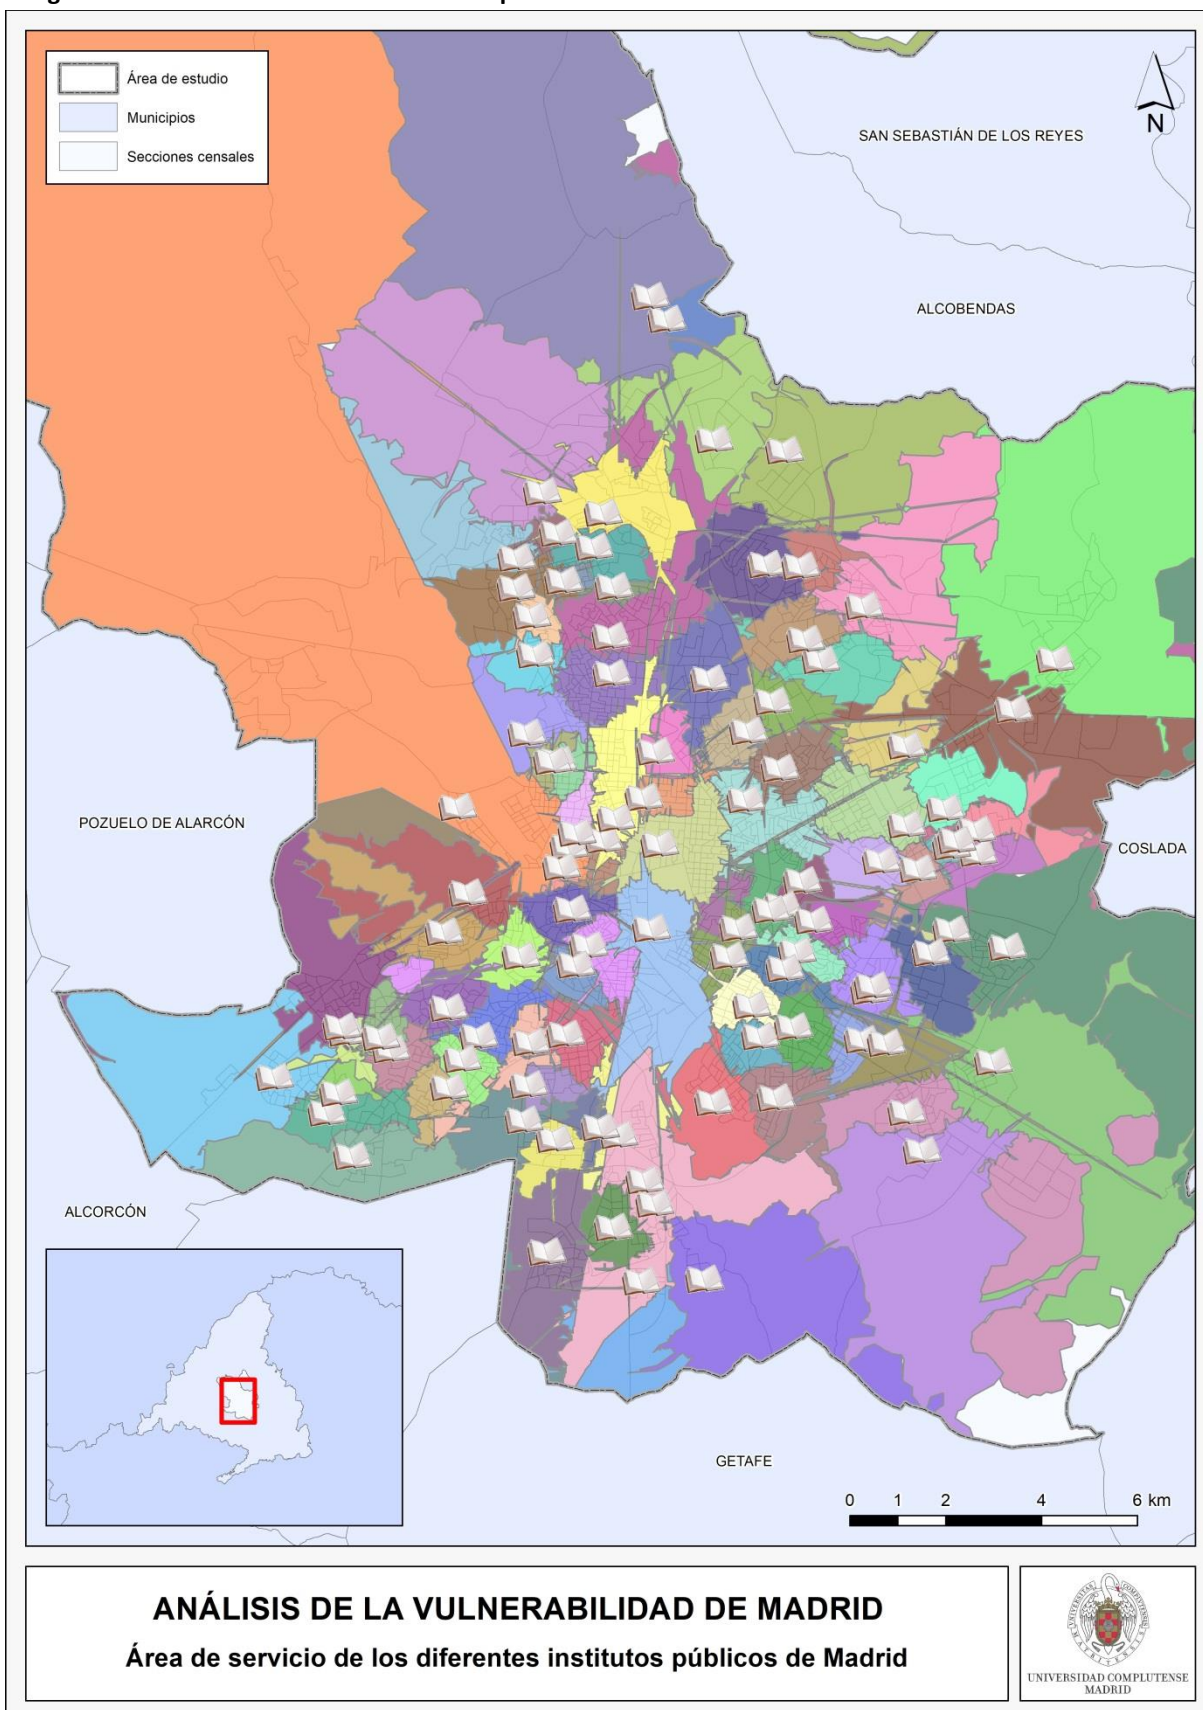 Área de estudio
Municipios
Secciones censales
N
SAN SEBASTIÁN DE LOS REYES
ALCOBENDAS
POZUELO DE ALARCÓN
COSLADA
ALCORCÓN
GETAFE
0 1 2 4 6 km
ANÁLISIS DE LA VULNERABILIDAD DE MADRID
Área de servicio de los diferentes institutos públicos de Madrid
UNIVERSIDAD COMPLUTENSE
MADRID